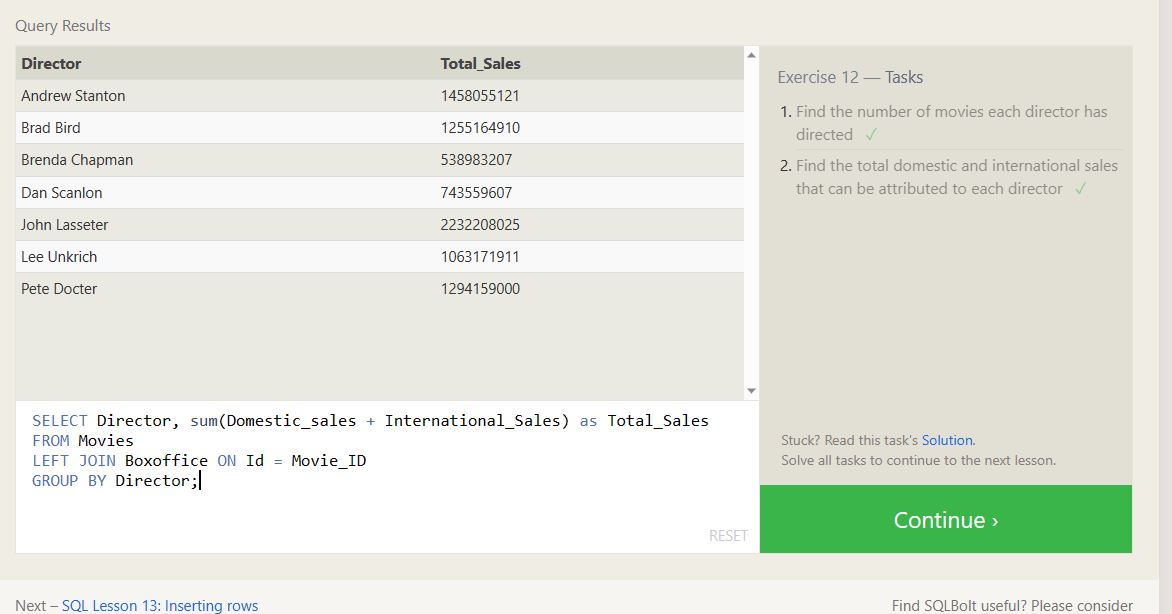 Query Results
Director Total_Sales
Andrew Stanton 1458055121
Brad Bird 1255164910
Brenda Chapman 538983207
Dan Scanlon 743559607
John Lasseter 2232208025
Lee Unkrich 1063171911
Pete Docter 1294159000
SELECT Director, sum(Domestic_sales + International_Sales) as Total_Sales
FROM Movies
LEFT JOIN Boxoffice ON Id = Movie_ID
GROUP BY Director;
RESET
Exercise 12 — Tasks
1. Find the number of movies each director has
directed ✓
2. Find the total domestic and international sales
that can be attributed to each director ✓
Stuck? Read this task's Solution.
Solve all tasks to continue to the next lesson.
Continue ›
Next – SQL Lesson 13: Inserting rows
Find SQLBolt useful? Please consider